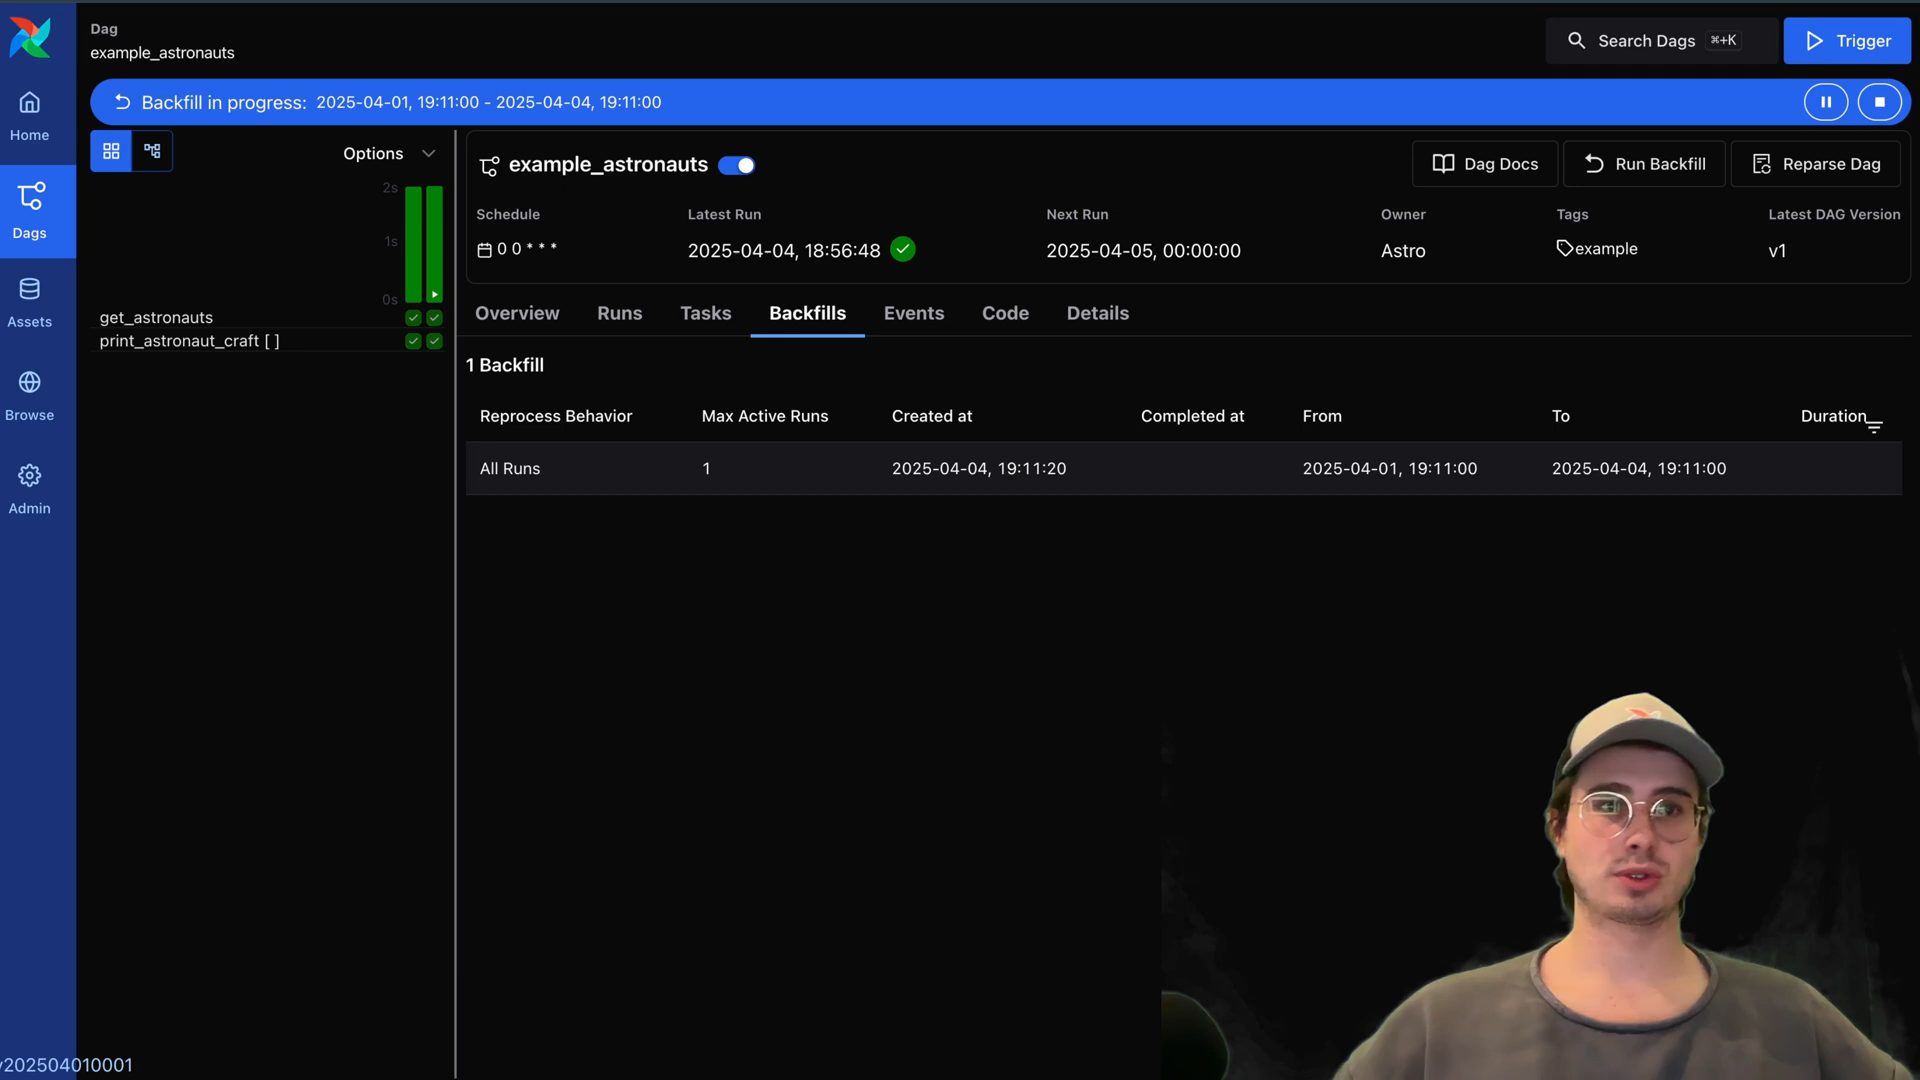 Dag
example_astronauts
Search Dags ⌘+K
Trigger
Backfill in progress: 2025-04-01, 19:11:00 - 2025-04-04, 19:11:00
Home
Dags
Assets
Browse
Admin
Options
2s
1s
0s
get_astronauts
print_astronaut_craft [ ]
example_astronauts
Dag Docs
Run Backfill
Reparse Dag
Schedule
Latest Run
Next Run
Owner
Tags
Latest DAG Version
0 0 * * *
2025-04-04, 18:56:48
2025-04-05, 00:00:00
Astro
example
v1
Overview
Runs
Tasks
Backfills
Events
Code
Details
1 Backfill
Reprocess Behavior
Max Active Runs
Created at
Completed at
From
To
Duration
All Runs
1
2025-04-04, 19:11:20
2025-04-01, 19:11:00
2025-04-04, 19:11:00
v202504010001